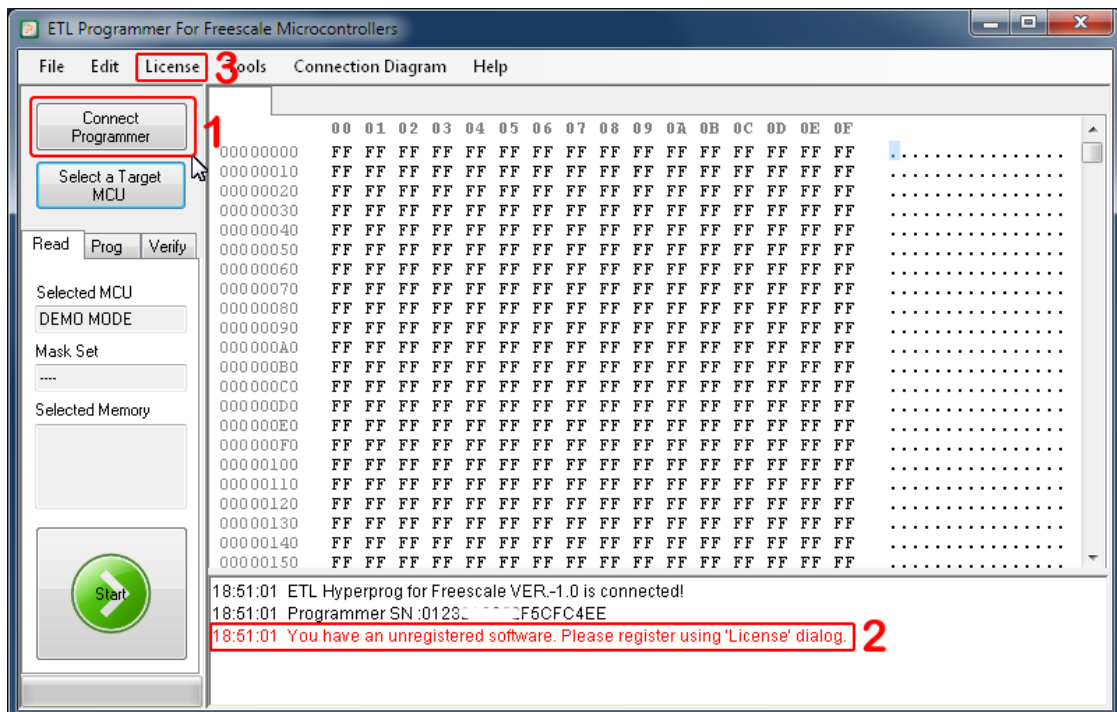 ETL Programmer For Freescale Microcontrollers
File Edit License 3 Tools Connection Diagram Help
Connect
Programmer
1
Select a Target
MCU
Read Prog Verify
Selected MCU
DEMO MODE
Mask Set
----
Selected Memory
Start
00 01 02 03 04 05 06 07 08 09 0A 0B 0C 0D 0E 0F
00000000 FF FF FF FF FF FF FF FF FF FF FF FF FF FF FF FF ................
00000010 FF FF FF FF FF FF FF FF FF FF FF FF FF FF FF FF ................
00000020 FF FF FF FF FF FF FF FF FF FF FF FF FF FF FF FF ................
00000030 FF FF FF FF FF FF FF FF FF FF FF FF FF FF FF FF ................
00000040 FF FF FF FF FF FF FF FF FF FF FF FF FF FF FF FF ................
00000050 FF FF FF FF FF FF FF FF FF FF FF FF FF FF FF FF ................
00000060 FF FF FF FF FF FF FF FF FF FF FF FF FF FF FF FF ................
00000070 FF FF FF FF FF FF FF FF FF FF FF FF FF FF FF FF ................
00000080 FF FF FF FF FF FF FF FF FF FF FF FF FF FF FF FF ................
00000090 FF FF FF FF FF FF FF FF FF FF FF FF FF FF FF FF ................
000000A0 FF FF FF FF FF FF FF FF FF FF FF FF FF FF FF FF ................
000000B0 FF FF FF FF FF FF FF FF FF FF FF FF FF FF FF FF ................
000000C0 FF FF FF FF FF FF FF FF FF FF FF FF FF FF FF FF ................
000000D0 FF FF FF FF FF FF FF FF FF FF FF FF FF FF FF FF ................
000000E0 FF FF FF FF FF FF FF FF FF FF FF FF FF FF FF FF ................
000000F0 FF FF FF FF FF FF FF FF FF FF FF FF FF FF FF FF ................
00000100 FF FF FF FF FF FF FF FF FF FF FF FF FF FF FF FF ................
00000110 FF FF FF FF FF FF FF FF FF FF FF FF FF FF FF FF ................
00000120 FF FF FF FF FF FF FF FF FF FF FF FF FF FF FF FF ................
00000130 FF FF FF FF FF FF FF FF FF FF FF FF FF FF FF FF ................
00000140 FF FF FF FF FF FF FF FF FF FF FF FF FF FF FF FF ................
00000150 FF FF FF FF FF FF FF FF FF FF FF FF FF FF FF FF ................
18:51:01 ETL Hyperprog for Freescale VER.-1.0 is connected!
18:51:01 Programmer SN :
18:51:01 You have an unregistered software. Please register using 'License' dialog. 2